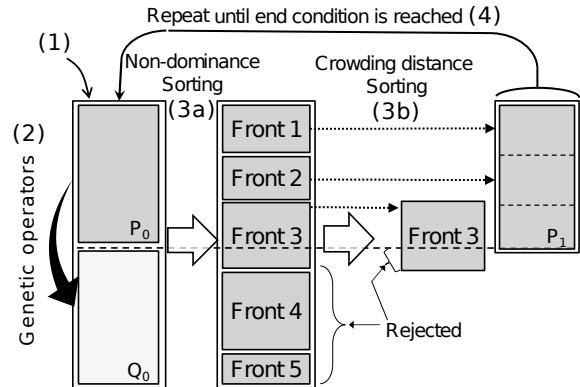 Repeat until end condition is reached (4)
(1)
Non-dominance
Sorting
(3a)
Crowding distance
Sorting
(3b)
(2)
Genetic operators
P0
Q0
Front 1
Front 2
Front 3
Front 4
Front 5
Front 3
P1
Rejected